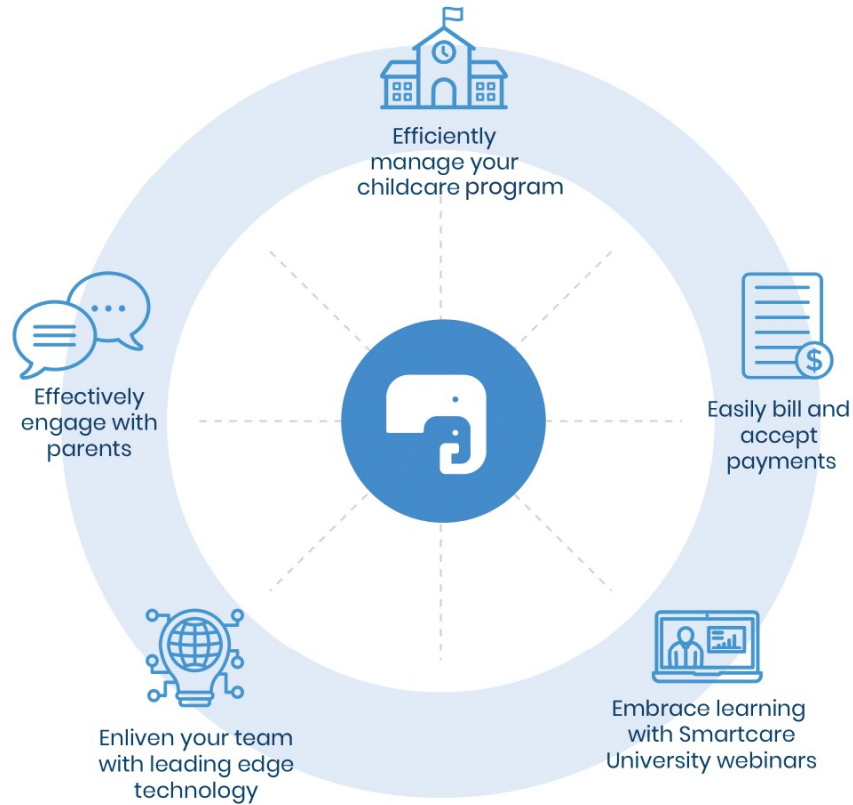 Efficiently
manage your
childcare program
Easily bill and
accept
payments
$
Embrace learning
with Smartcare
University webinars
Enliven your team
with leading edge
technology
Effectively
engage with
parents